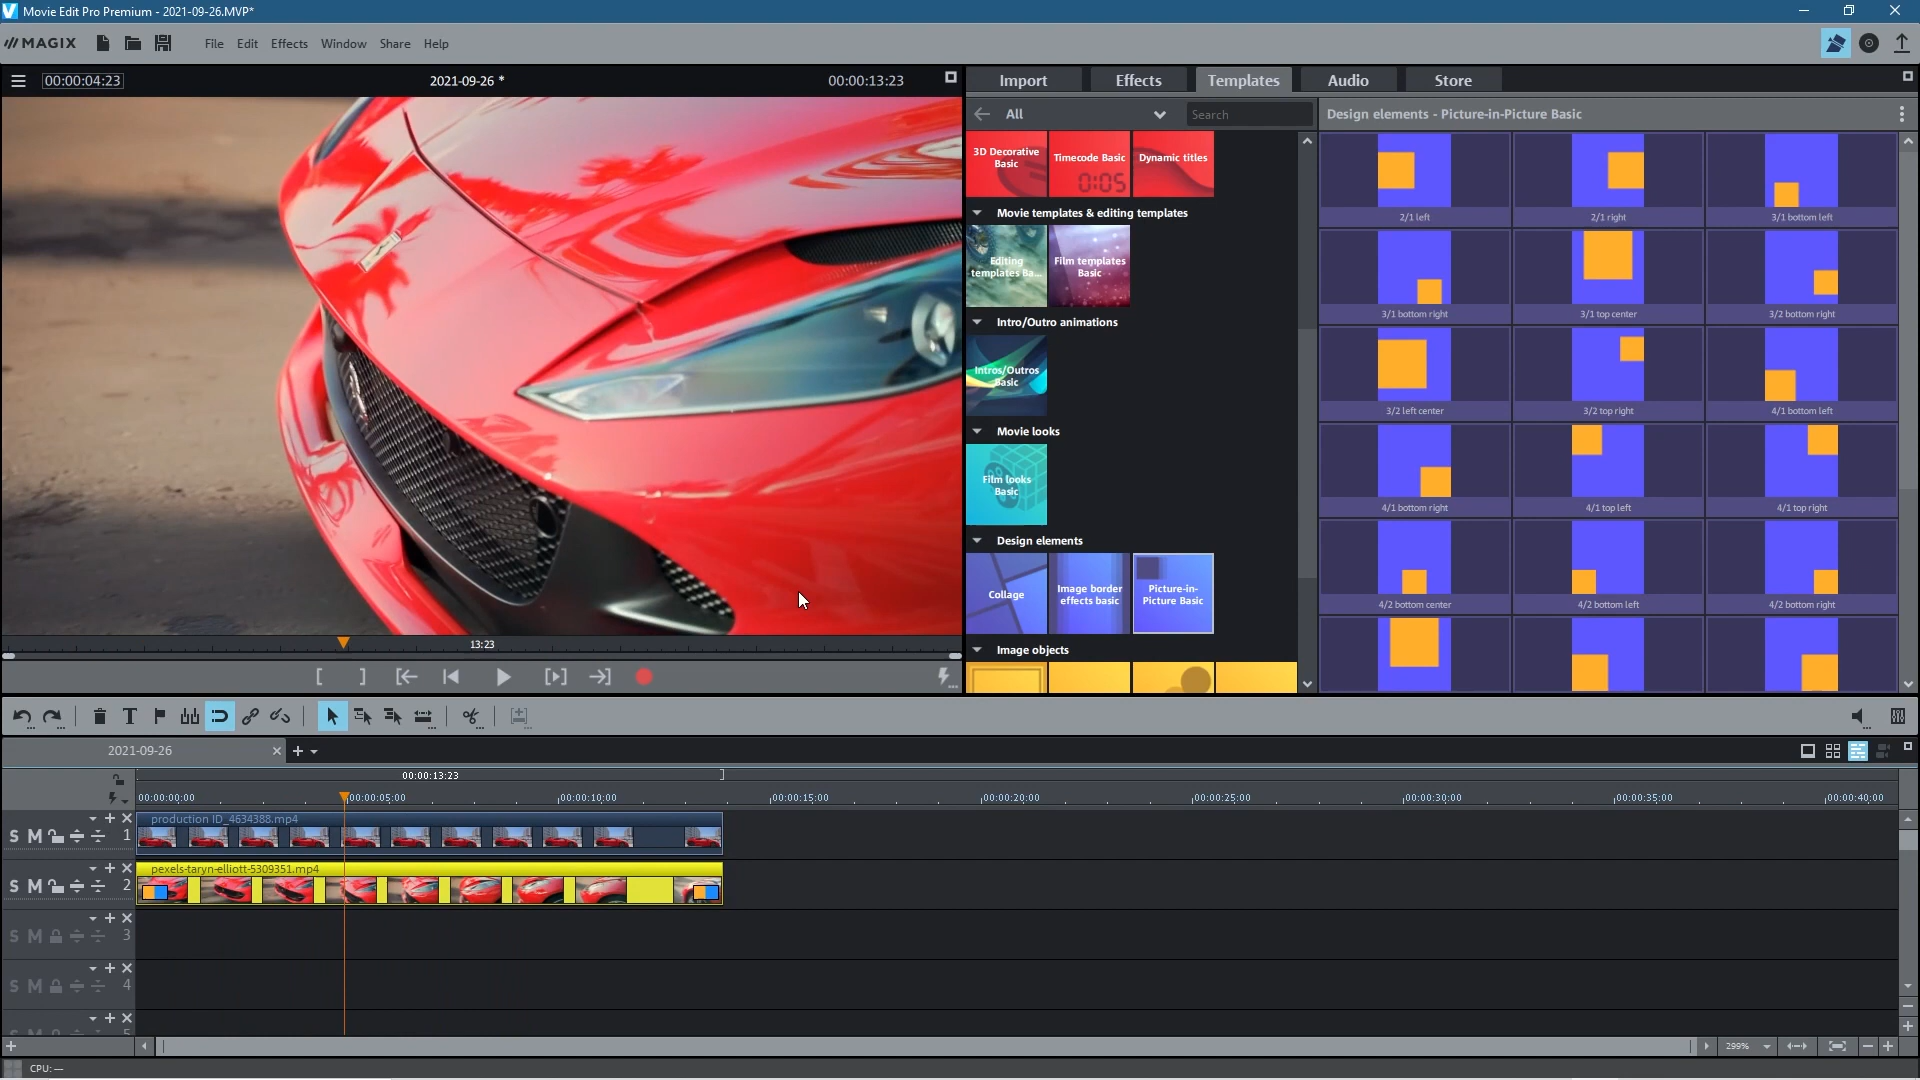 Movie Edit Pro Premium - 2021-09-26.MVP*
MAGIX
File Edit Effects Window Share Help
00:00:04:23
2021-09-26 *
00:00:13:23
Import Effects Templates Audio Store
All
Search
Design elements - Picture-in-Picture Basic
3D Decorative Basic
Timecode Basic
0:05
Dynamic titles
Movie templates & editing templates
Editing templates Ba...
Film templates Basic
Intro/Outro animations
Intros/Outros Basic
Movie looks
Film looks Basic
Design elements
Collage
Image border effects basic
Picture-in-Picture Basic
Image objects
2/1 left
2/1 right
3/1 bottom left
3/1 bottom right
3/1 top center
3/2 bottom right
3/2 left center
3/2 top right
4/1 bottom left
4/1 bottom right
4/1 top left
4/1 top right
4/2 bottom center
4/2 bottom left
4/2 bottom right
13:23
2021-09-26
00:00:13:23
00:00:00:00 00:00:05:00 00:00:10:00 00:00:15:00 00:00:20:00 00:00:25:00 00:00:30:00 00:00:35:00 00:00:40:00
production ID_4634388.mp4
S M 1
pexels-taryn-elliott-5309351.mp4
S M 2
S M 3
S M 4
S M 5
299%
CPU: —